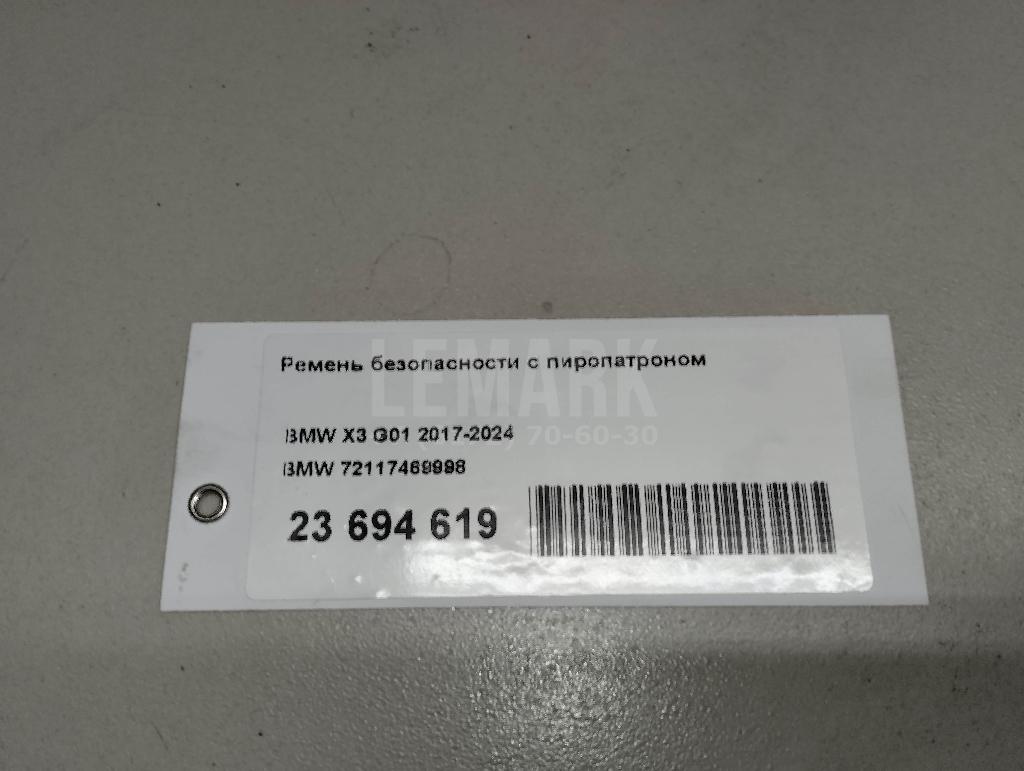 Ремень безопасности с пиропатроном
LEMARK
70-60-30
BMW X3 G01 2017-2024
BMW 72117469998
23 694 619